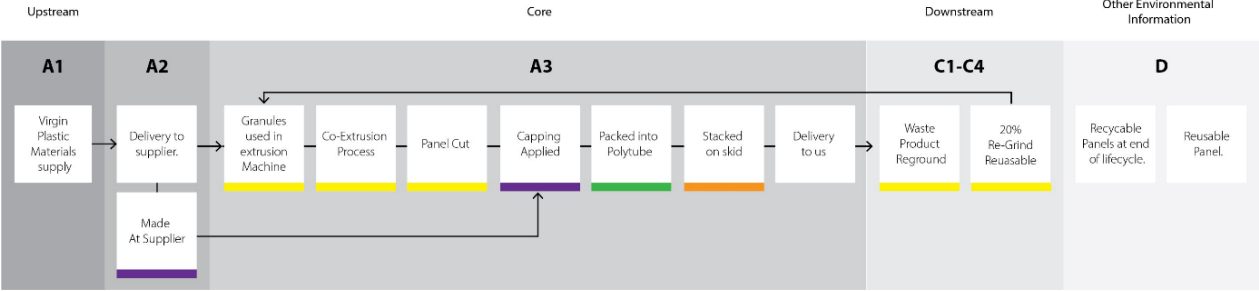 Upstream
Core
Downstream
Other Environmental
Information
A1
A2
A3
C1-C4
D
Virgin
Plastic
Materials
supply
Delivery to
supplier.
Granules
used in
extrusion
Machine
Co-Extrusion
Process
Panel Cut
Capping
Applied
Packed into
Polytube
Stacked
on skid
Delivery
to us
Waste
Product
Reground
20%
Re-Grind
Reuasable
Recycable
Panels at end
of lifecycle.
Reusable
Panel.
Made
At Supplier